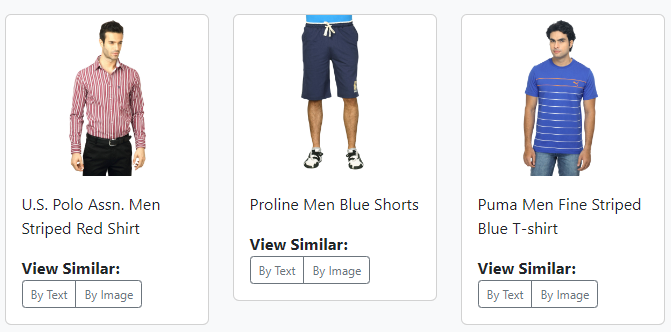 U.S. Polo Assn. Men
Striped Red Shirt
View Similar:
By Text
By Image
Proline Men Blue Shorts
View Similar:
By Text
By Image
Puma Men Fine Striped
Blue T-shirt
View Similar:
By Text
By Image